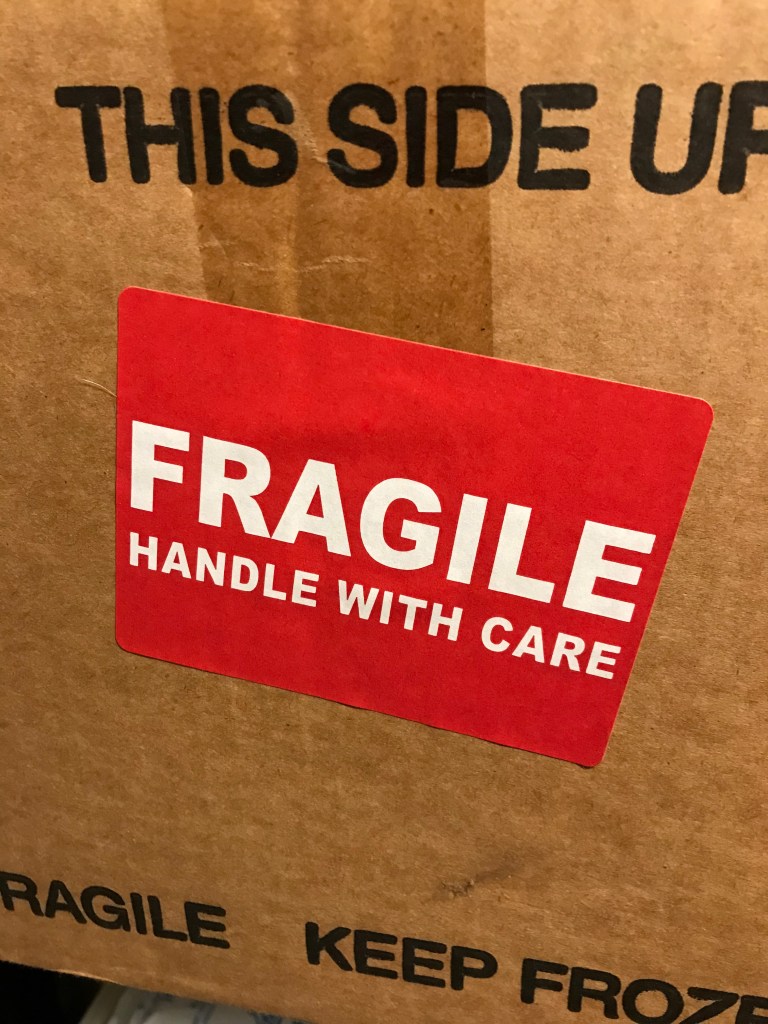 THIS SIDE UP
FRAGILE
HANDLE WITH CARE
RAGILE KEEP FROZE